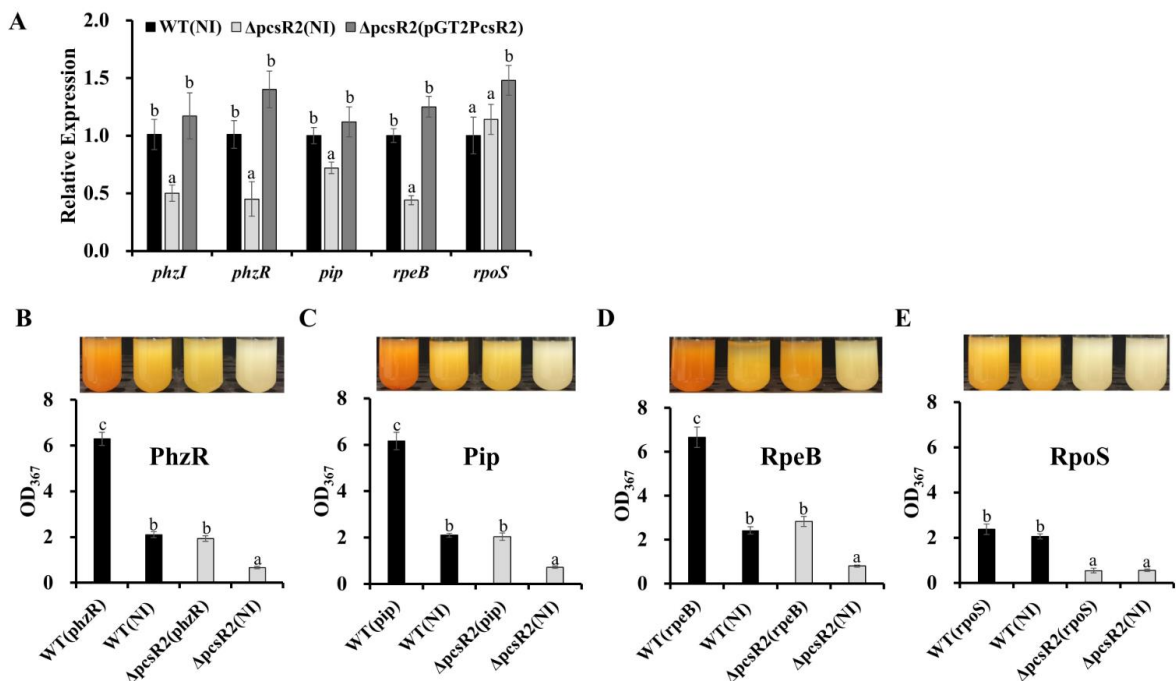 A
WT(NI) ΔpcsR2(NI) ΔpcsR2(pGT2PcsR2)
Relative Expression
2.0
1.5
1.0
0.5
0.0
b a b b a b b a b b a b a a b
phzI phzR pip rpeB rpoS
B
PhzR
OD367
8
6
4
2
0
c b b a
WT(phzR) WT(NI) ΔpcsR2(phzR) ΔpcsR2(NI)
C
Pip
OD367
8
6
4
2
0
c b b a
WT(pip) WT(NI) ΔpcsR2(pip) ΔpcsR2(NI)
D
RpeB
OD367
8
6
4
2
0
c b b a
WT(rpeB) WT(NI) ΔpcsR2(rpeB) ΔpcsR2(NI)
E
RpoS
OD367
8
6
4
2
0
b b a a
WT(rpoS) WT(NI) ΔpcsR2(rpoS) ΔpcsR2(NI)